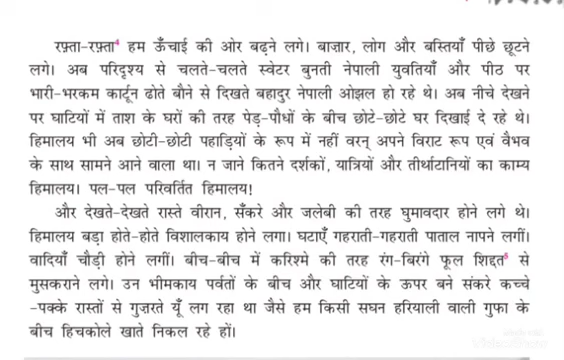 रफ़्ता-रफ़्ता⁴ हम ऊँचाई की ओर बढ़ने लगे। बाज़ार, लोग और बस्तियाँ पीछे छूटने
लगे। अब परिदृश्य से चलते-चलते स्वेटर बुनती नेपाली युवतियाँ और पीठ पर
भारी-भरकम कार्टून ढोते बौने से दिखते बहादुर नेपाली ओझल हो रहे थे। अब नीचे देखने
पर घाटियों में ताश के घरों की तरह पेड़-पौधों के बीच छोटे-छोटे घर दिखाई दे रहे थे।
हिमालय भी अब छोटी-छोटी पहाड़ियों के रूप में नहीं वरन् अपने विराट रूप एवं वैभव
के साथ सामने आने वाला था। न जाने कितने दर्शकों, यात्रियों और तीर्थाटानियों का काम्य
हिमालय। पल-पल परिवर्तित हिमालय!
और देखते-देखते रास्ते वीरान, सँकरे और जलेबी की तरह घुमावदार होने लगे थे।
हिमालय बड़ा होते-होते विशालकाय होने लगा। घटाएँ गहराती-गहराती पाताल नापने लगीं।
वादियाँ चौड़ी होने लगीं। बीच-बीच में करिश्मे की तरह रंग-बिरंगे फूल शिद्दत⁵ से
मुसकराने लगे। उन भीमकाय पर्वतों के बीच और घाटियों के ऊपर बने संकरे कच्चे
-पक्के रास्तों से गुज़रते यूँ लग रहा था जैसे हम किसी सघन हरियाली वाली गुफा के
बीच हिचकोले खाते निकल रहे हों।